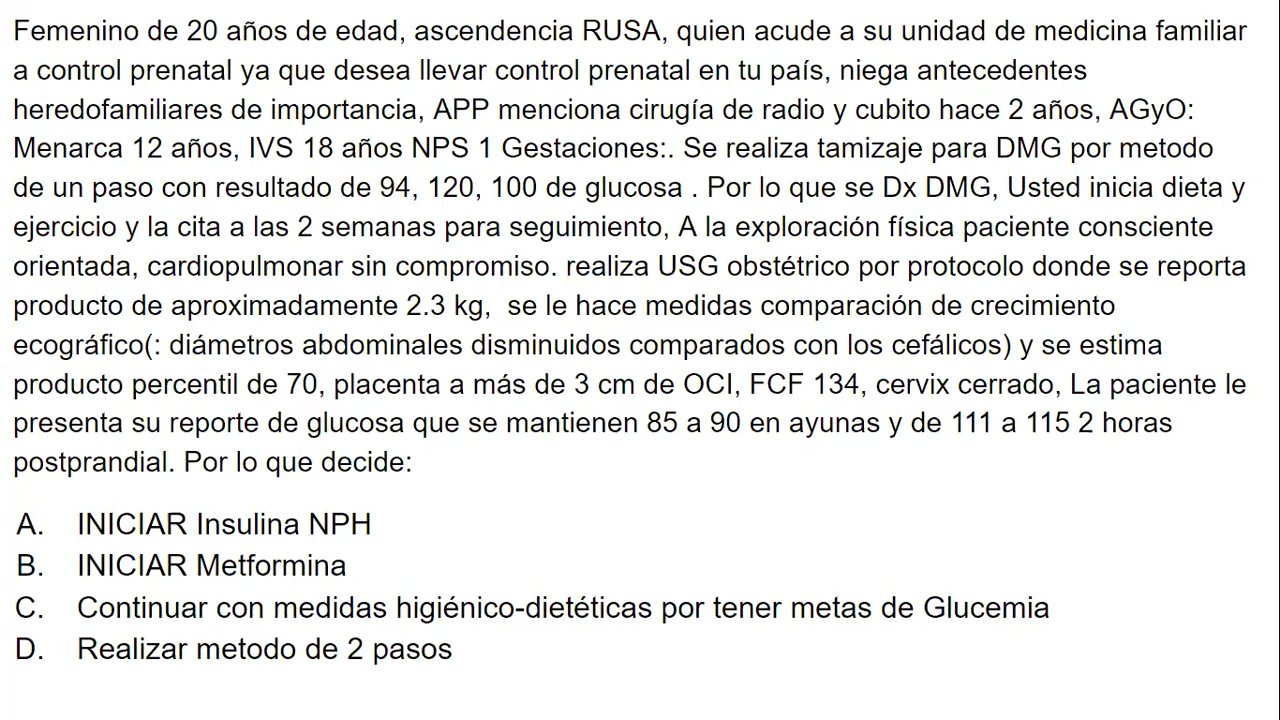 Femenino de 20 años de edad, ascendencia RUSA, quien acude a su unidad de medicina familiar
a control prenatal ya que desea llevar control prenatal en tu país, niega antecedentes
heredofamiliares de importancia, APP menciona cirugía de radio y cubito hace 2 años, AGyO:
Menarca 12 años, IVS 18 años NPS 1 Gestaciones:. Se realiza tamizaje para DMG por metodo
de un paso con resultado de 94, 120, 100 de glucosa . Por lo que se Dx DMG, Usted inicia dieta y
ejercicio y la cita a las 2 semanas para seguimiento, A la exploración física paciente consciente
orientada, cardiopulmonar sin compromiso. realiza USG obstétrico por protocolo donde se reporta
producto de aproximadamente 2.3 kg, se le hace medidas comparación de crecimiento
ecográfico(: diámetros abdominales disminuidos comparados con los cefálicos) y se estima
producto percentil de 70, placenta a más de 3 cm de OCI, FCF 134, cervix cerrado, La paciente le
presenta su reporte de glucosa que se mantienen 85 a 90 en ayunas y de 111 a 115 2 horas
postprandial. Por lo que decide:
A. INICIAR Insulina NPH
B. INICIAR Metformina
C. Continuar con medidas higiénico-dietéticas por tener metas de Glucemia
D. Realizar metodo de 2 pasos